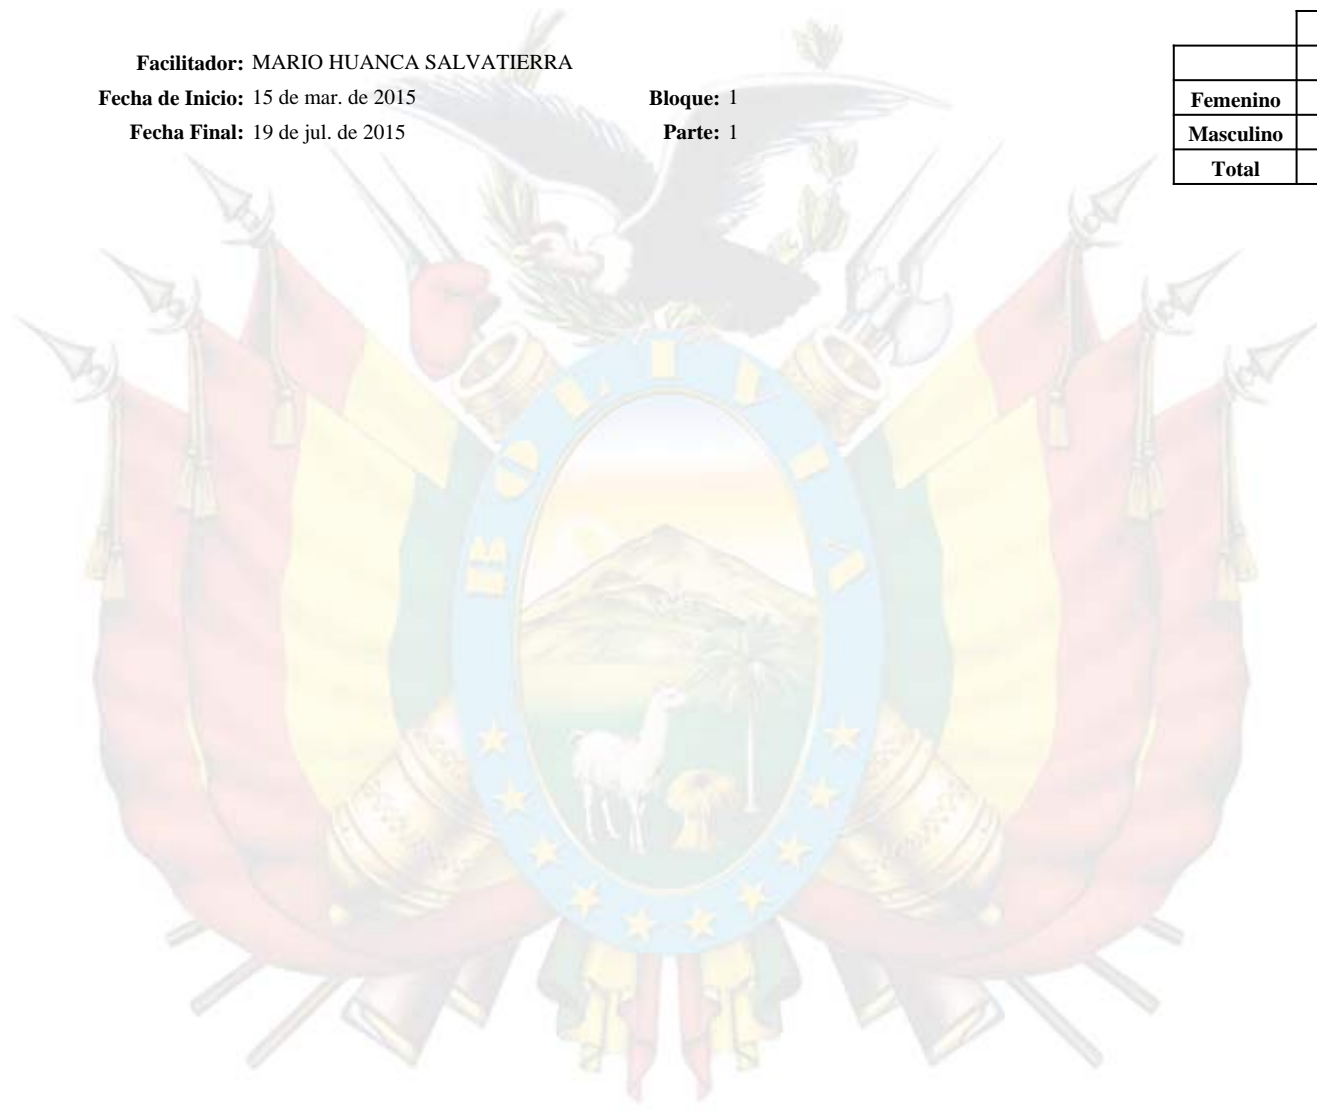 Facilitador: MARIO HUANCA SALVATIERRA
Fecha de Inicio: 15 de mar. de 2015 Bloque: 1
Fecha Final: 19 de jul. de 2015 Parte: 1
Femenino
Masculino
Total
BOLIVIA